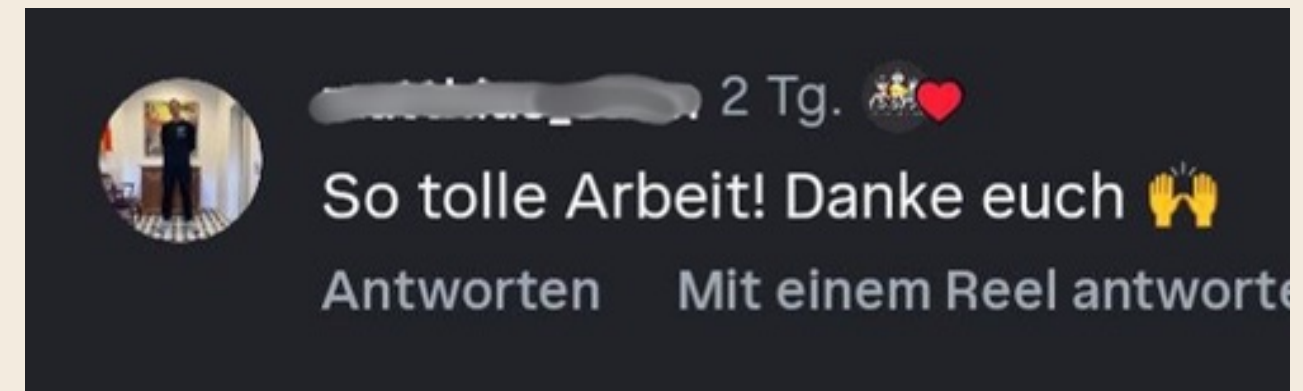 2 Tg.
So tolle Arbeit! Danke euch 🙌
Antworten Mit einem Reel antworte